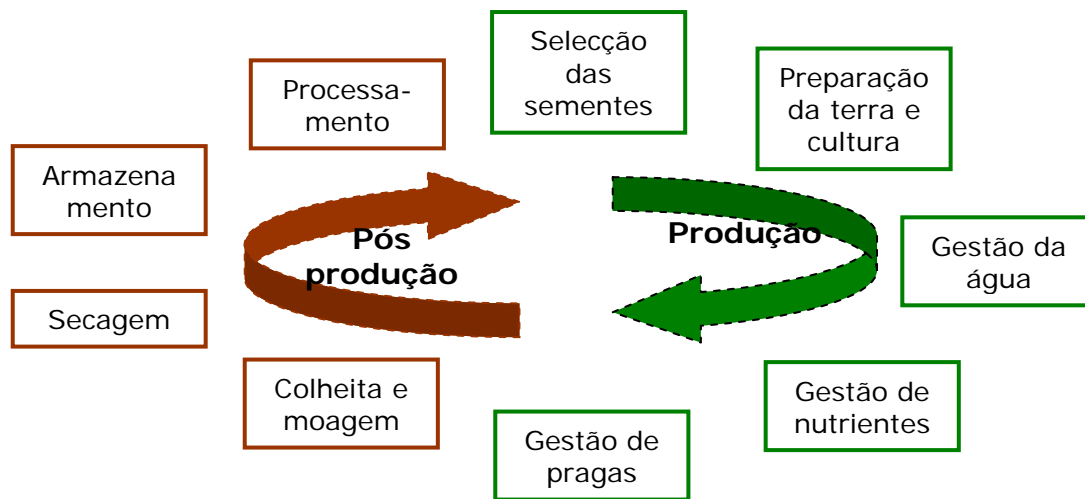 Selecção
das
sementes
Preparação
da terra e
cultura
Gestão da
água
Gestão de
nutrientes
Gestão de
pragas
Colheita e
moagem
Secagem
Armazena
mento
Processa-
mento
Pós
produção
Produção